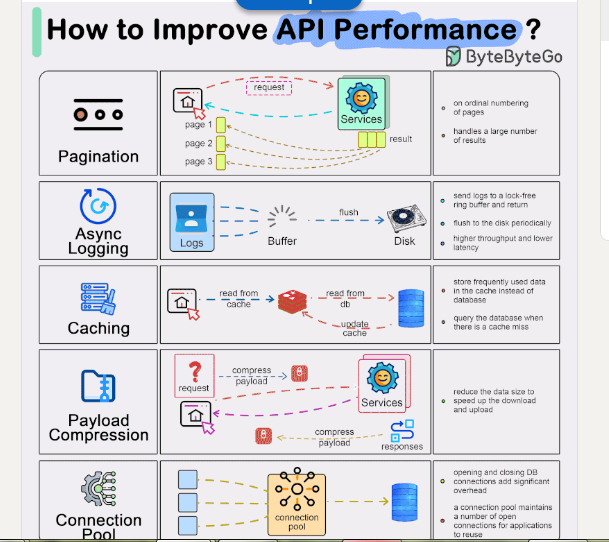 How to Improve API Performance ?
ByteByteGo
Pagination
request
Services
page 1
page 2
page 3
result
on ordinal numbering
of pages
handles a large number
of results
Async
Logging
Logs
Buffer
flush
Disk
send logs to a lock-free
ring buffer and return
flush to the disk periodically
higher throughput and lower
latency
Caching
read from
cache
read from
db
update
cache
store frequently used data
in the cache instead of
database
query the database when
there is a cache miss
Payload
Compression
request
compress
payload
Services
compress
payload
responses
reduce the data size to
speed up the download
and upload
Connection
Pool
connection
pool
opening and closing DB
connections add significant
overhead
a connection pool maintains
a number of open
connections for applications
to reuse